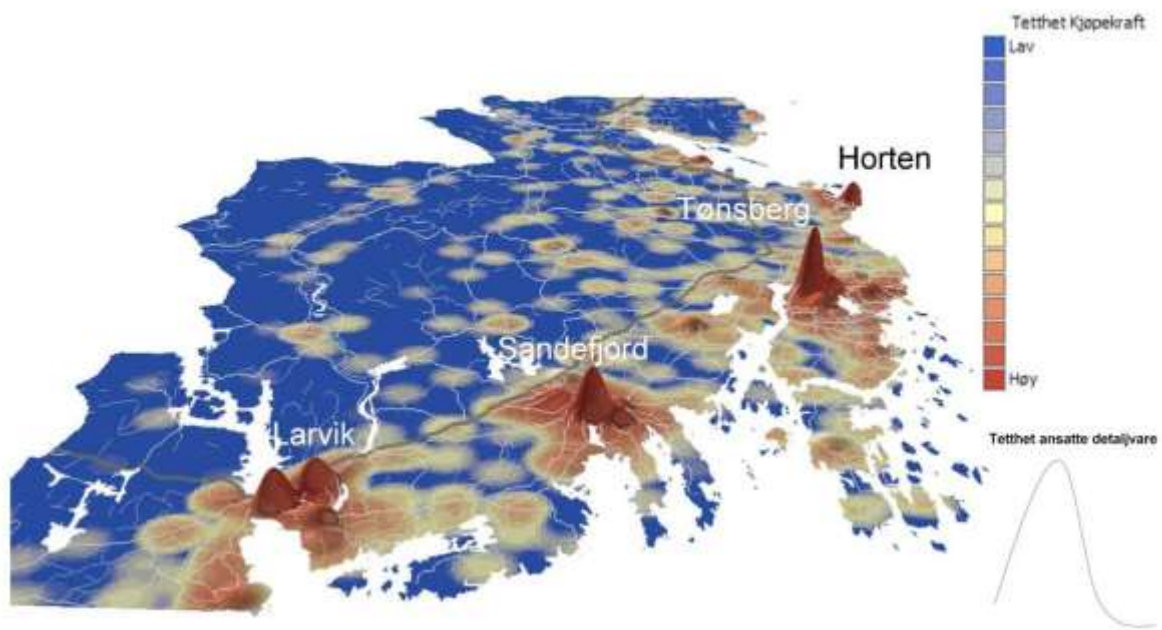 Tetthet Kjøpekraft
Lav
Horten
Tønsberg
Sandefjord
Høy
Larvik
Tetthet ansatte detaljvare